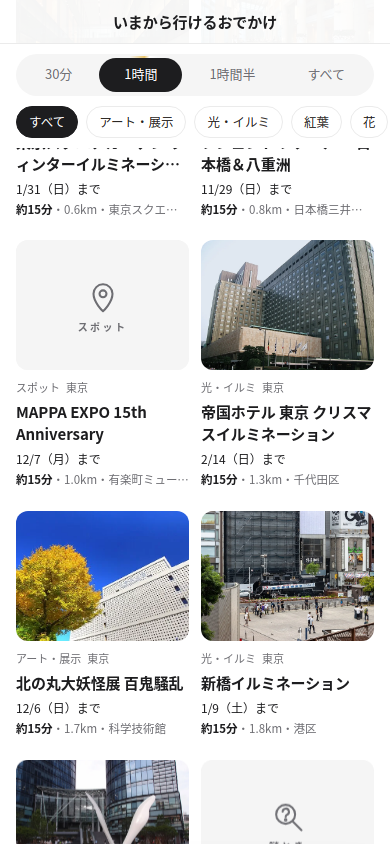 いまから行けるおでかけ
30分
1時間
1時間半
すべて
すべて
アート・展示
光・イルミ
紅葉
花
ィンターイルミネーシ…
1/31（日）まで
約15分・0.6km・東京スクエ…
本橋＆八重洲
11/29（日）まで
約15分・0.8km・日本橋三井…
スポット
スポット 東京
MAPPA EXPO 15th
Anniversary
12/7（月）まで
約15分・1.0km・有楽町ミュー…
光・イルミ 東京
帝国ホテル 東京 クリスマ
スイルミネーション
2/14（日）まで
約15分・1.3km・千代田区
アート・展示 東京
北の丸大妖怪展 百鬼騒乱
12/6（日）まで
約15分・1.7km・科学技術館
光・イルミ 東京
新橋イルミネーション
1/9（土）まで
約15分・1.8km・港区